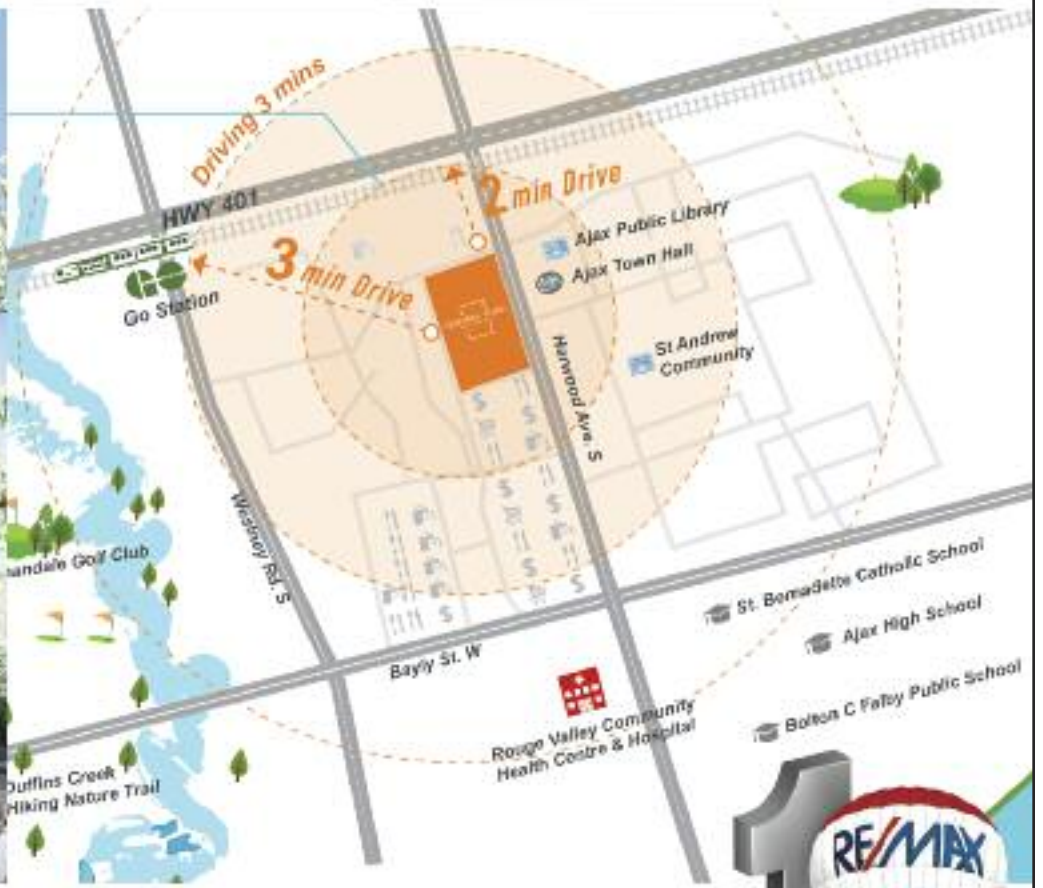 Driving 3 mins
HWY 401
2 min Drive
3 min Drive
Go Station
Ajax Public Library
Ajax Town Hall
St Andrew
Community
Harwood Ave. S
Westney Rd. S
andale Golf Club
Bayly St. W
St. Bernadette Catholic School
Ajax High School
Bolton C Falby Public School
Rouge Valley Community
Health Centre & Hospital
Duffins Creek
Hiking Nature Trail
1
RE/MAX
$
$
$
$
$
$
$
$